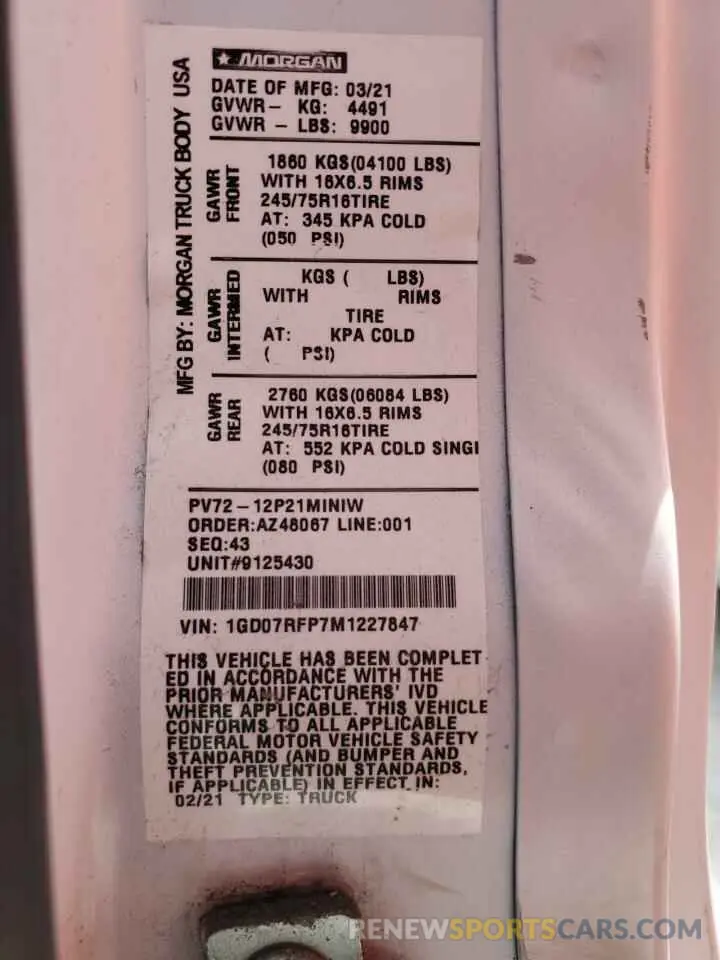 MORGAN
MFG BY: MORGAN TRUCK BODY USA
DATE OF MFG: 03/21
GVWR- KG: 4491
GVWR - LBS: 9900
GAWR
FRONT
1860 KGS(04100 LBS)
WITH 16X6.5 RIMS
245/75R16TIRE
AT: 345 KPA COLD
(050 PSI)
GAWR
INTERMED
KGS ( LBS)
WITH RIMS
TIRE
AT: KPA COLD
( PSI)
GAWR
REAR
2760 KGS(06084 LBS)
WITH 16X6.5 RIMS
245/75R16TIRE
AT: 552 KPA COLD SINGI
(080 PSI)
PV72-12P21MINIW
ORDER:AZ48067 LINE:001
SEQ:43
UNIT#9125430
VIN: 1GD07RFP7M1227847
THIS VEHICLE HAS BEEN COMPLET
ED IN ACCORDANCE WITH THE
PRIOR MANUFACTURERS' IVD
WHERE APPLICABLE. THIS VEHICLE
CONFORMS TO ALL APPLICABLE
FEDERAL MOTOR VEHICLE SAFETY
STANDARDS (AND BUMPER AND
THEFT PREVENTION STANDARDS,
IF APPLICABLE) IN EFFECT IN:
02/21 TYPE: TRUCK
RENEWSPORTSCARS.COM